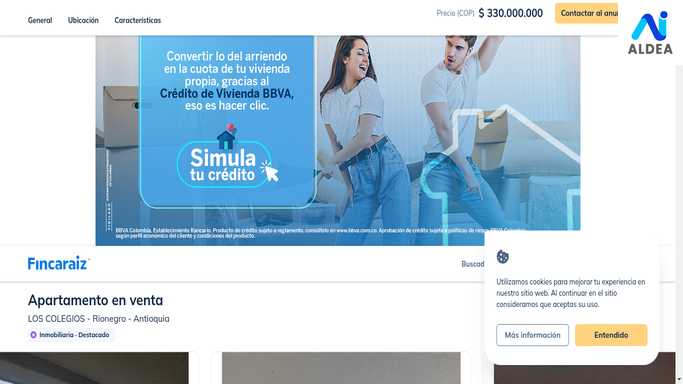 General Ubicación Características Precio (COP) $ 330.000.000
ALDEA
Convertir lo del arriendo
en la cuota de tu vivienda
propia, gracias al
Crédito de Vivienda BBVA,
eso es hacer clic.
Simula
tu crédito
BBVA Colombia. Establecimiento Bancario. Producto de crédito sujeto a reglamento, consúltelo en www.bbva.com.co. Aprobación de crédito sujeta a políticas de riesgo BBVA Colombia
según perfil económico del cliente y condiciones del producto.
Fincaraiz
Apartamento en venta
LOS COLEGIOS - Rionegro - Antioquia
Inmobiliaria - Destacado
Utilizamos cookies para mejorar tu experiencia en
nuestro sitio web. Al continuar en el sitio
consideramos que aceptas su uso.
Más información Entendido